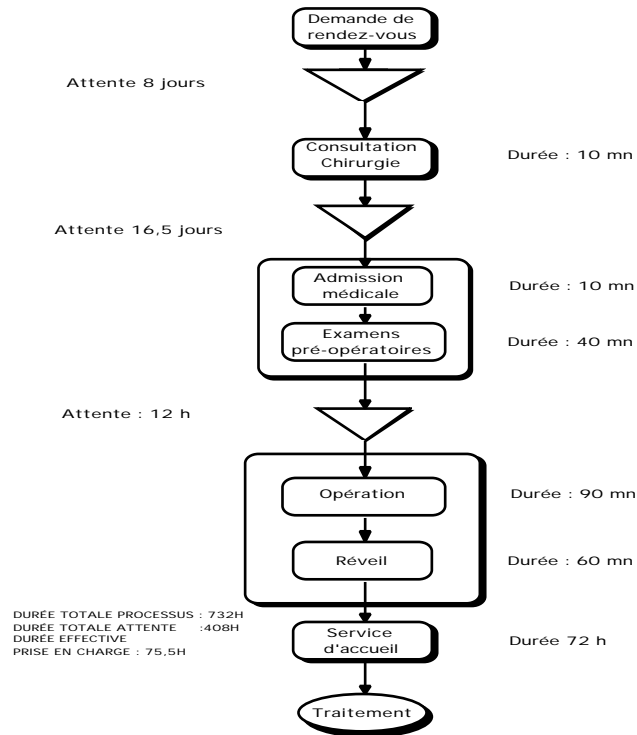 Demande de
rendez-vous
Attente 8 jours
Consultation
Chirurgie
Durée : 10 mn
Attente 16,5 jours
Admission
médicale
Durée : 10 mn
Examens
pré-opératoires
Durée : 40 mn
Attente : 12 h
Opération
Durée : 90 mn
Réveil
Durée : 60 mn
DURÉE TOTALE PROCESSUS : 732H
DURÉE TOTALE ATTENTE :408H
DURÉE EFFECTIVE
PRISE EN CHARGE : 75,5H
Service
d'accueil
Durée 72 h
Traitement